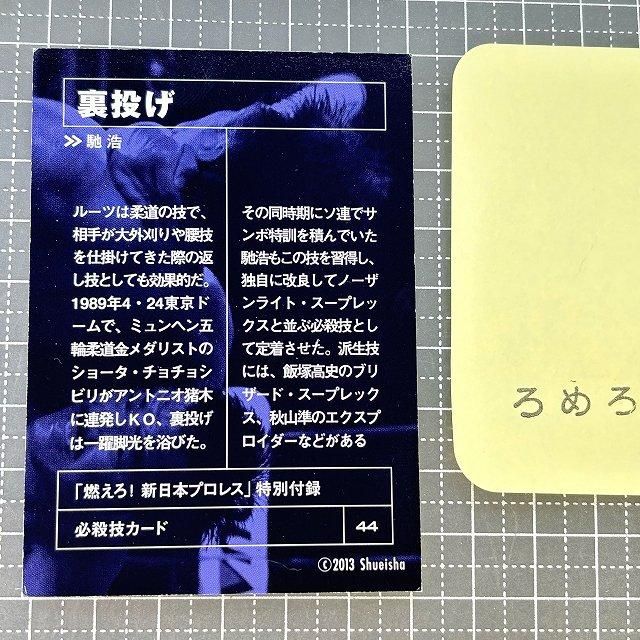 裏投げ
≫馳浩
ルーツは柔道の技で、
相手が大外刈りや腰技
を仕掛けてきた際の返
し技としても効果的だ。
1989年4・24東京ド
ームで、ミュンヘン五
輪柔道金メダリストの
ショータ・チョチョシ
ビリがアントニオ猪木
に連発しKO、裏投げ
は一躍脚光を浴びた。
その同時期にソ連でサ
ンボ特訓を積んでいた
馳浩もこの技を習得し、
独自に改良してノーザ
ンライト・スープレッ
クスと並ぶ必殺技とし
て定着させた。派生技
には、飯塚高史のブリ
ザード・スープレック
ス、秋山準のエクスプ
ロイダーなどがある
「燃えろ！新日本プロレス」特別付録
必殺技カード 44
©2013 Shueisha
ろめろ